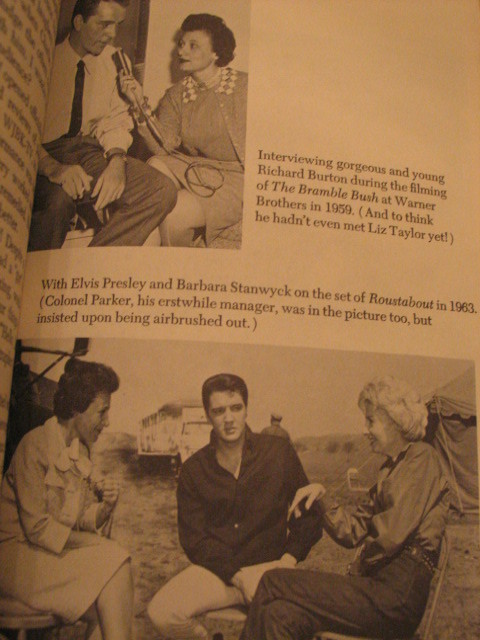 Interviewing gorgeous and young
Richard Burton during the filming
of The Bramble Bush at Warner
Brothers in 1959. (And to think
he hadn't even met Liz Taylor yet!)
With Elvis Presley and Barbara Stanwyck on the set of Roustabout in 1963.
(Colonel Parker, his erstwhile manager, was in the picture too, but
insisted upon being airbrushed out.)